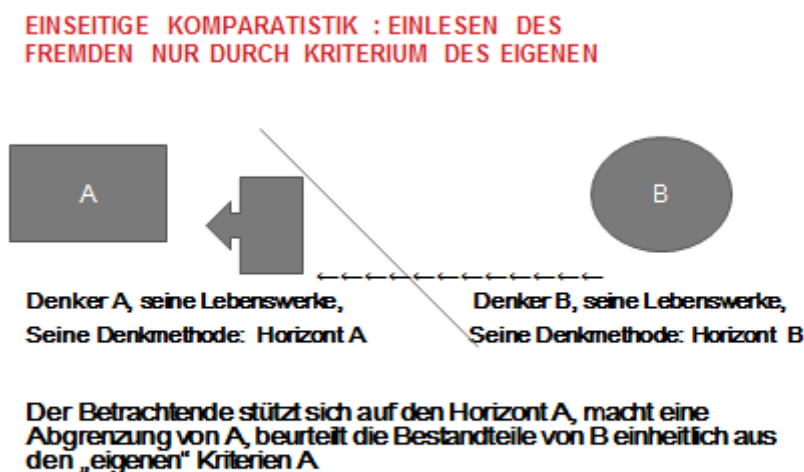 EINSEITIGE KOMPARATISTIK : EINLESEN DES
FREMDEN NUR DURCH KRITERIUM DES EIGENEN
A
B
Denker A, seine Lebenswerke,
Seine Denkmethode: Horizont A
Denker B, seine Lebenswerke,
Seine Denkmethode: Horizont B
Der Betrachtende stützt sich auf den Horizont A, macht eine
Abgrenzung von A, beurteilt die Bestandteile von B einheitlich aus
den „eigenen“ Kriterien A